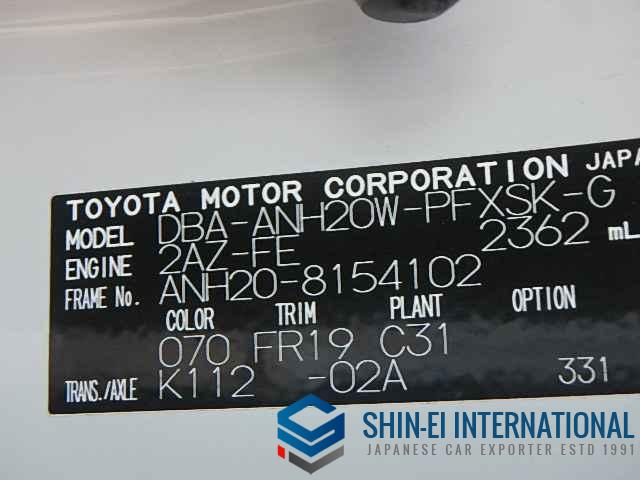 TOYOTA MOTOR CORPORATION JAPA
MODEL DBA-ANH20W-PFXSK-G
ENGINE 2AZ-FE 2362 mL
FRAME No. ANH20-8154102
COLOR TRIM PLANT OPTION
070 FR19 C31
TRANS./AXLE K112 -02A 331
SHIN-EI INTERNATIONAL
JAPANESE CAR EXPORTER ESTD 1991